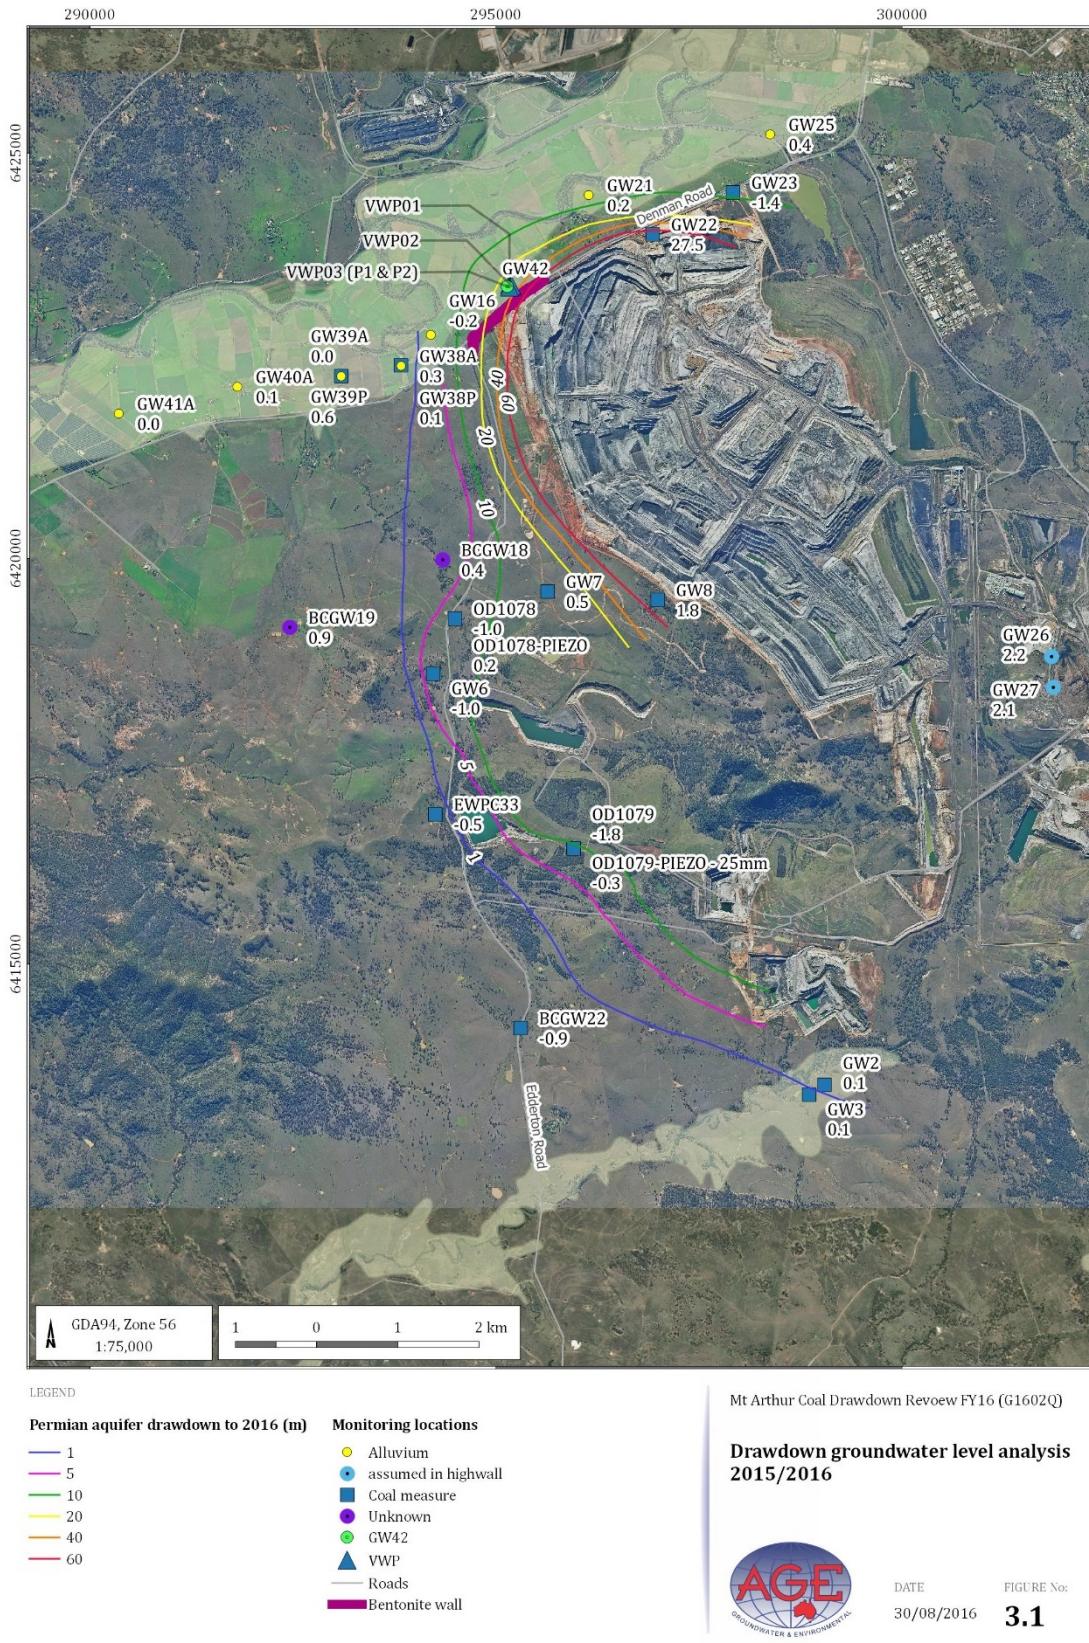 290000
295000
300000
6425000
6420000
6415000
GW25
0.4
GW21
0.2
GW23
-1.4
Denman Road
GW22
27.5
VWP01
VWP02
VWP03 (P1 & P2)
GW42
GW16
-0.2
GW39A
0.0
GW39P
0.6
GW38A
0.3
GW38P
0.1
GW40A
0.1
GW41A
0.0
40
60
20
10
BCGW18
0.4
GW7
0.5
GW8
1.8
BCGW19
0.9
OD1078
-1.0
OD1078-PIEZO
0.2
GW6
-1.0
GW26
2.2
GW27
2.1
5
EWPC33
-0.5
1
OD1079
-1.8
OD1079-PIEZO - 25mm
-0.3
BCGW22
-0.9
GW2
0.1
GW3
0.1
Edderton Road
N
GDA94, Zone 56
1:75,000
1 0 1 2 km
LEGEND
Permian aquifer drawdown to 2016 (m)
1
5
10
20
40
60
Monitoring locations
Alluvium
assumed in highwall
Coal measure
Unknown
GW42
VWP
Roads
Bentonite wall
Mt Arthur Coal Drawdown Revoew FY16 (G1602Q)
Drawdown groundwater level analysis
2015/2016
AGE
GROUNDWATER & ENVIRONMENTAL
DATE
30/08/2016
FIGURE No:
3.1